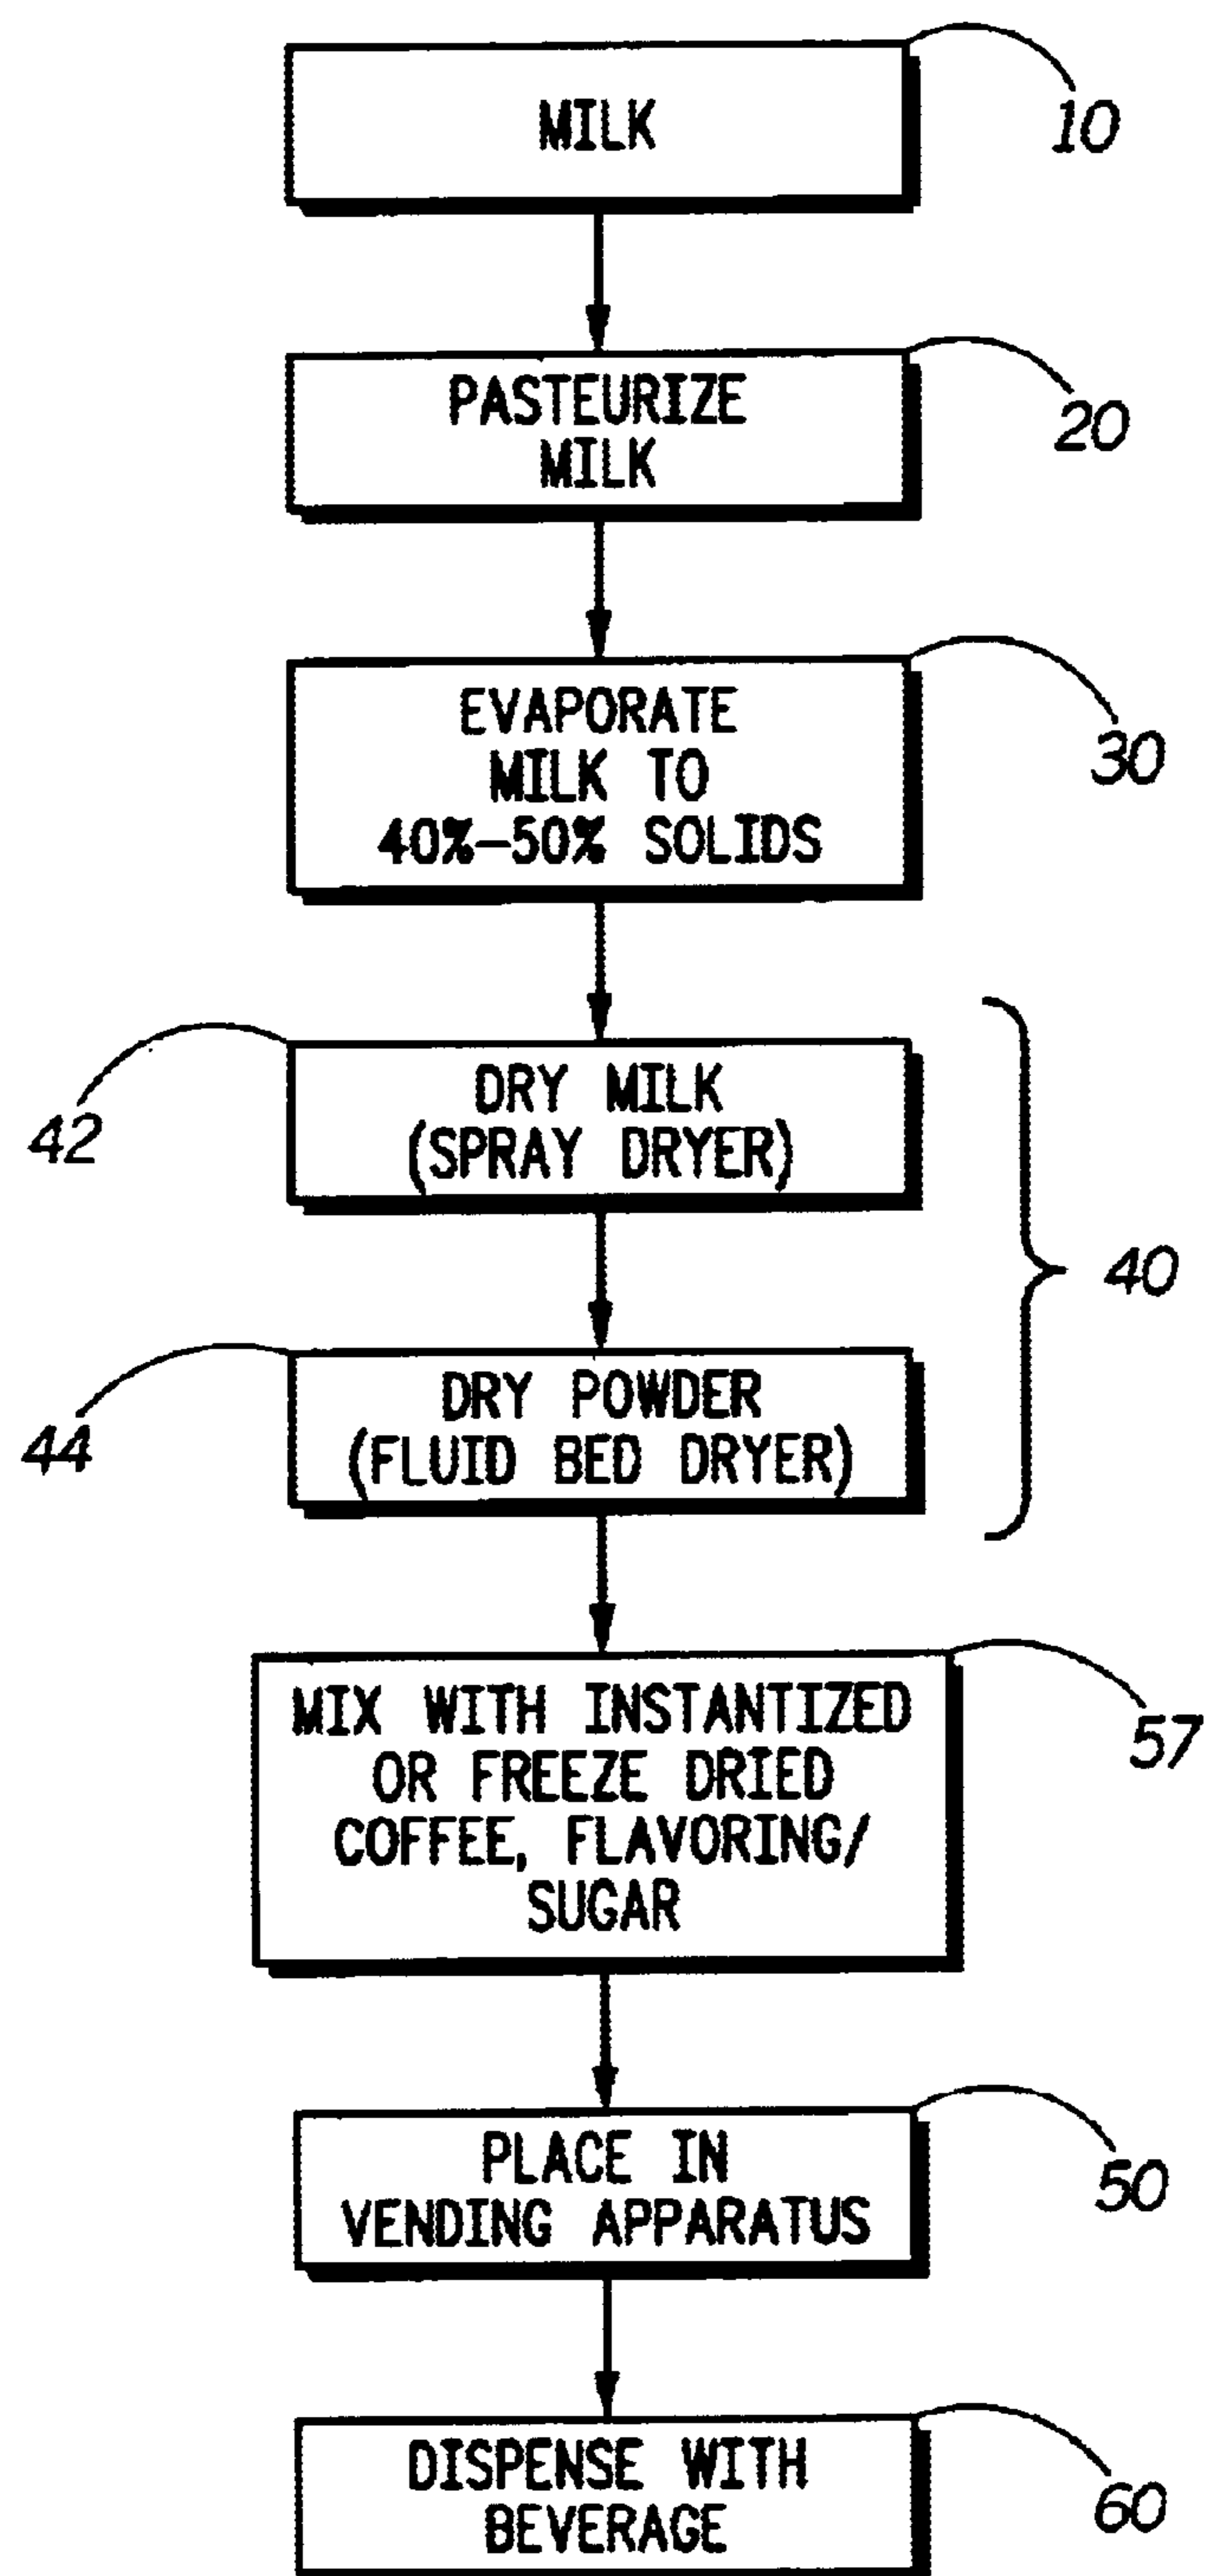 MILK
10
PASTEURIZE
MILK
20
EVAPORATE
MILK TO
40%-50% SOLIDS
30
DRY MILK
(SPRAY DRYER)
42
40
DRY POWDER
(FLUID BED DRYER)
44
MIX WITH INSTANTIZED
OR FREEZE DRIED
COFFEE, FLAVORING/
SUGAR
57
PLACE IN
VENDING APPARATUS
50
DISPENSE WITH
BEVERAGE
60